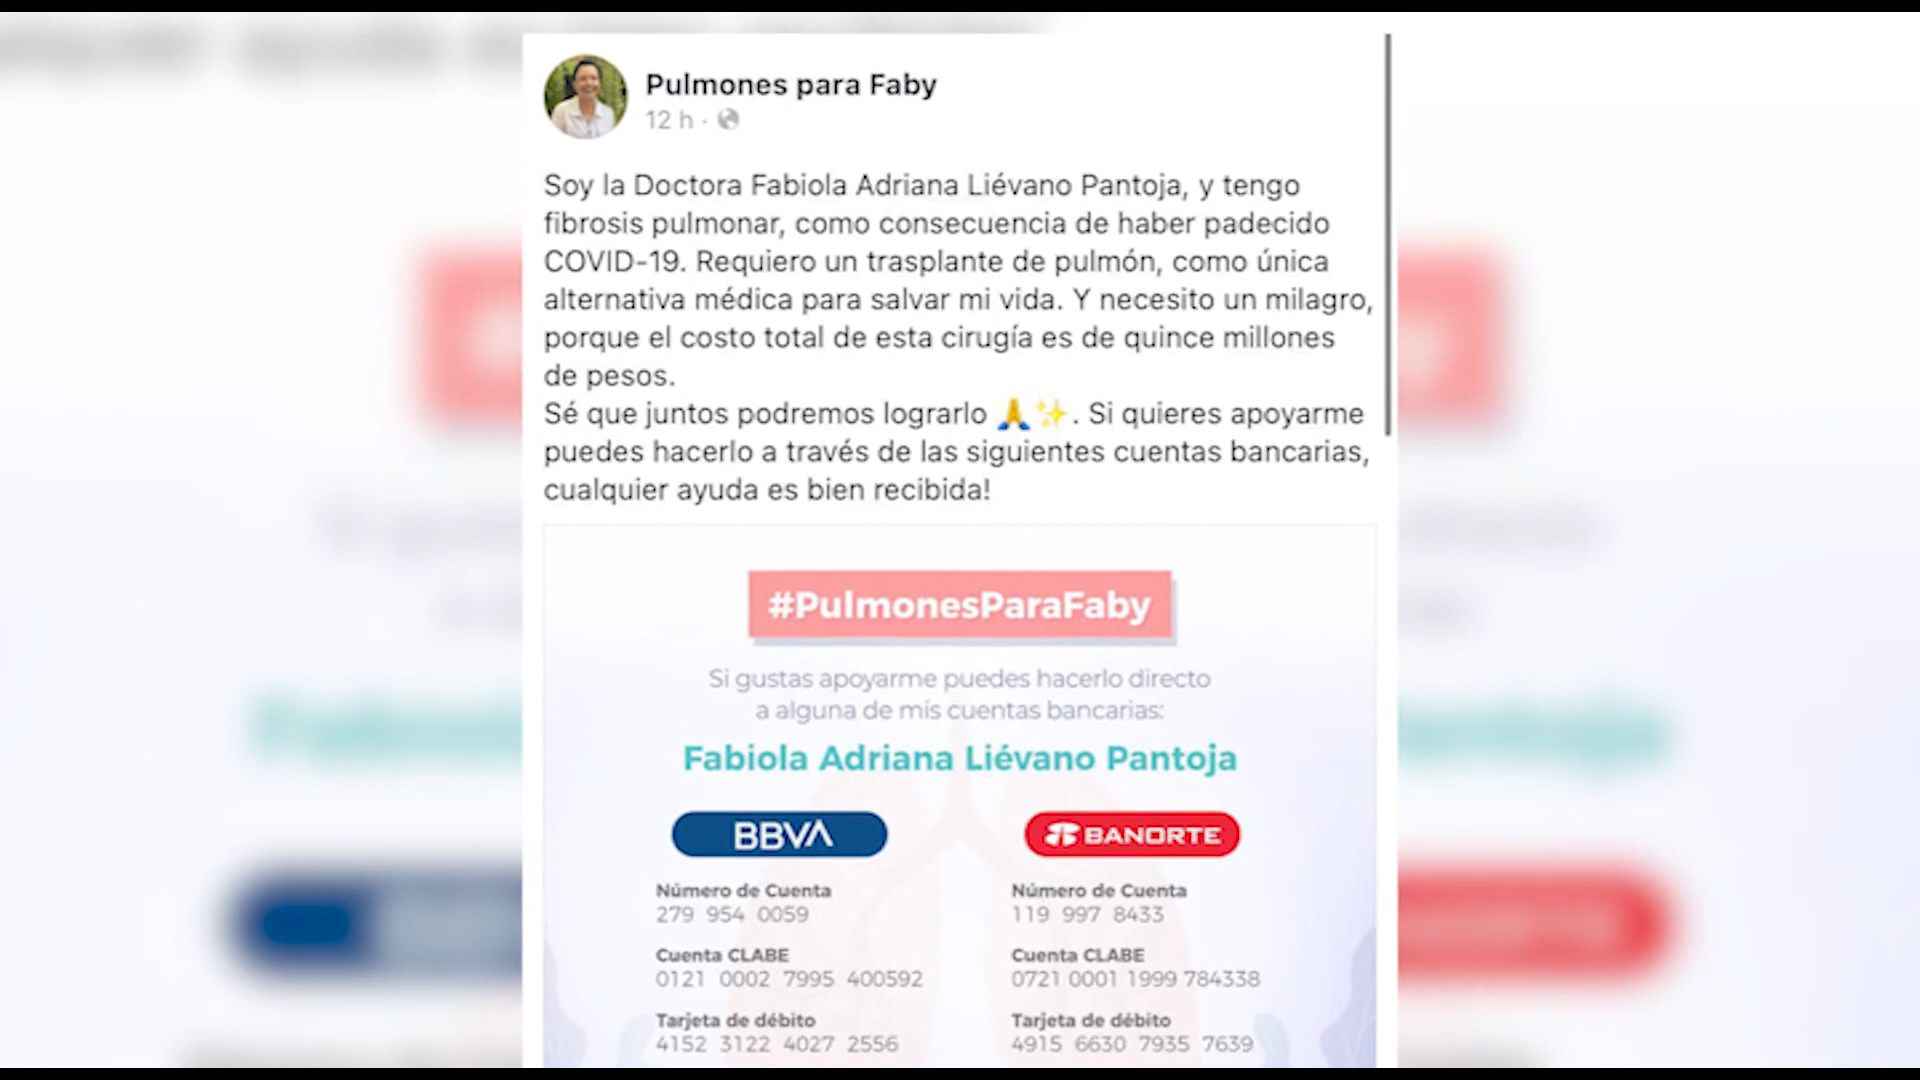 Pulmones para Faby
12 h ·
Soy la Doctora Fabiola Adriana Liévano Pantoja, y tengo
fibrosis pulmonar, como consecuencia de haber padecido
COVID-19. Requiero un trasplante de pulmón, como única
alternativa médica para salvar mi vida. Y necesito un milagro,
porque el costo total de esta cirugía es de quince millones
de pesos.
Sé que juntos podremos lograrlo 🙏✨. Si quieres apoyarme
puedes hacerlo a través de las siguientes cuentas bancarias,
cualquier ayuda es bien recibida!
#PulmonesParaFaby
Si gustas apoyarme puedes hacerlo directo
a alguna de mis cuentas bancarias:
Fabiola Adriana Liévano Pantoja
BBVA
Número de Cuenta
279 954 0059
Cuenta CLABE
0121 0002 7995 400592
Tarjeta de débito
4152 3122 4027 2556
BANORTE
Número de Cuenta
119 997 8433
Cuenta CLABE
0721 0001 1999 784338
Tarjeta de débito
4915 6630 7935 7639